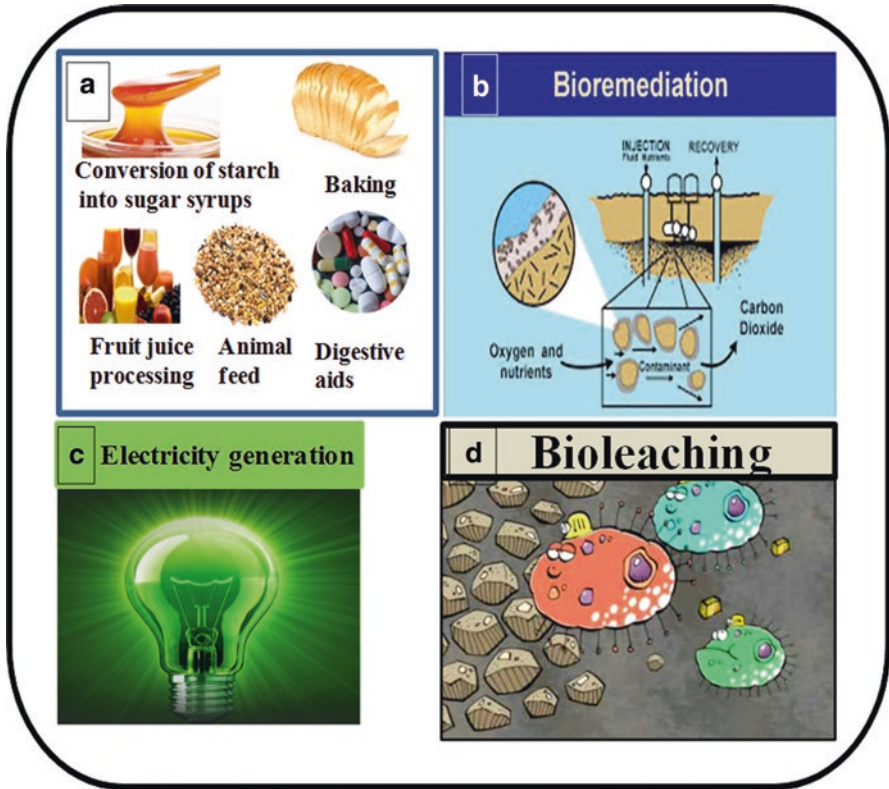 a
Conversion of starch
into sugar syrups
Baking
Fruit juice
processing
Animal
feed
Digestive
aids
b
Bioremediation
INJECTION
Fluid Nutrients
RECOVERY
Oxygen and
nutrients
Contaminant
Carbon
Dioxide
c
Electricity generation
d
Bioleaching